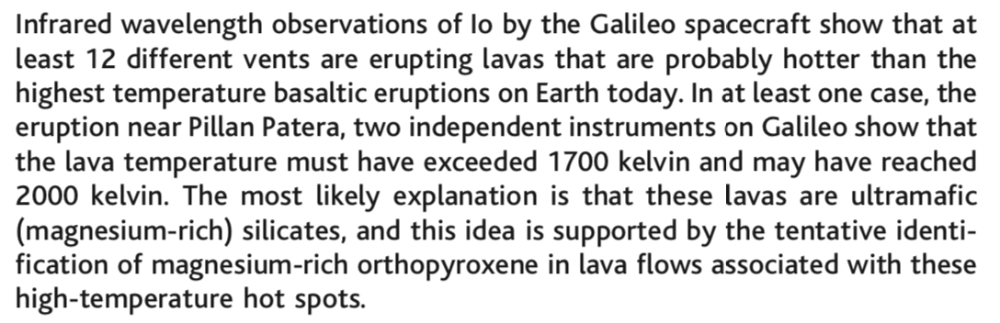 Infrared wavelength observations of Io by the Galileo spacecraft show that at
least 12 different vents are erupting lavas that are probably hotter than the
highest temperature basaltic eruptions on Earth today. In at least one case, the
eruption near Pillan Patera, two independent instruments on Galileo show that
the lava temperature must have exceeded 1700 kelvin and may have reached
2000 kelvin. The most likely explanation is that these lavas are ultramafic
(magnesium-rich) silicates, and this idea is supported by the tentative identi-
fication of magnesium-rich orthopyroxene in lava flows associated with these
high-temperature hot spots.